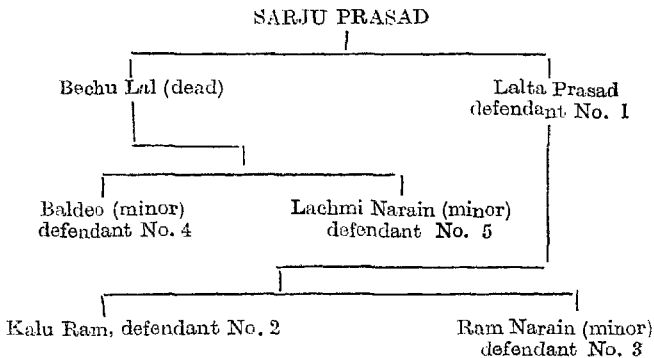 SARJU PRASAD
Bechu Lal (dead)
Lalta Prasad
defendant No. 1
Baldeo (minor)
defendant No. 4
Lachmi Narain (minor)
defendant No. 5
Kalu Ram, defendant No. 2
Ram Narain (minor)
defendant No. 3